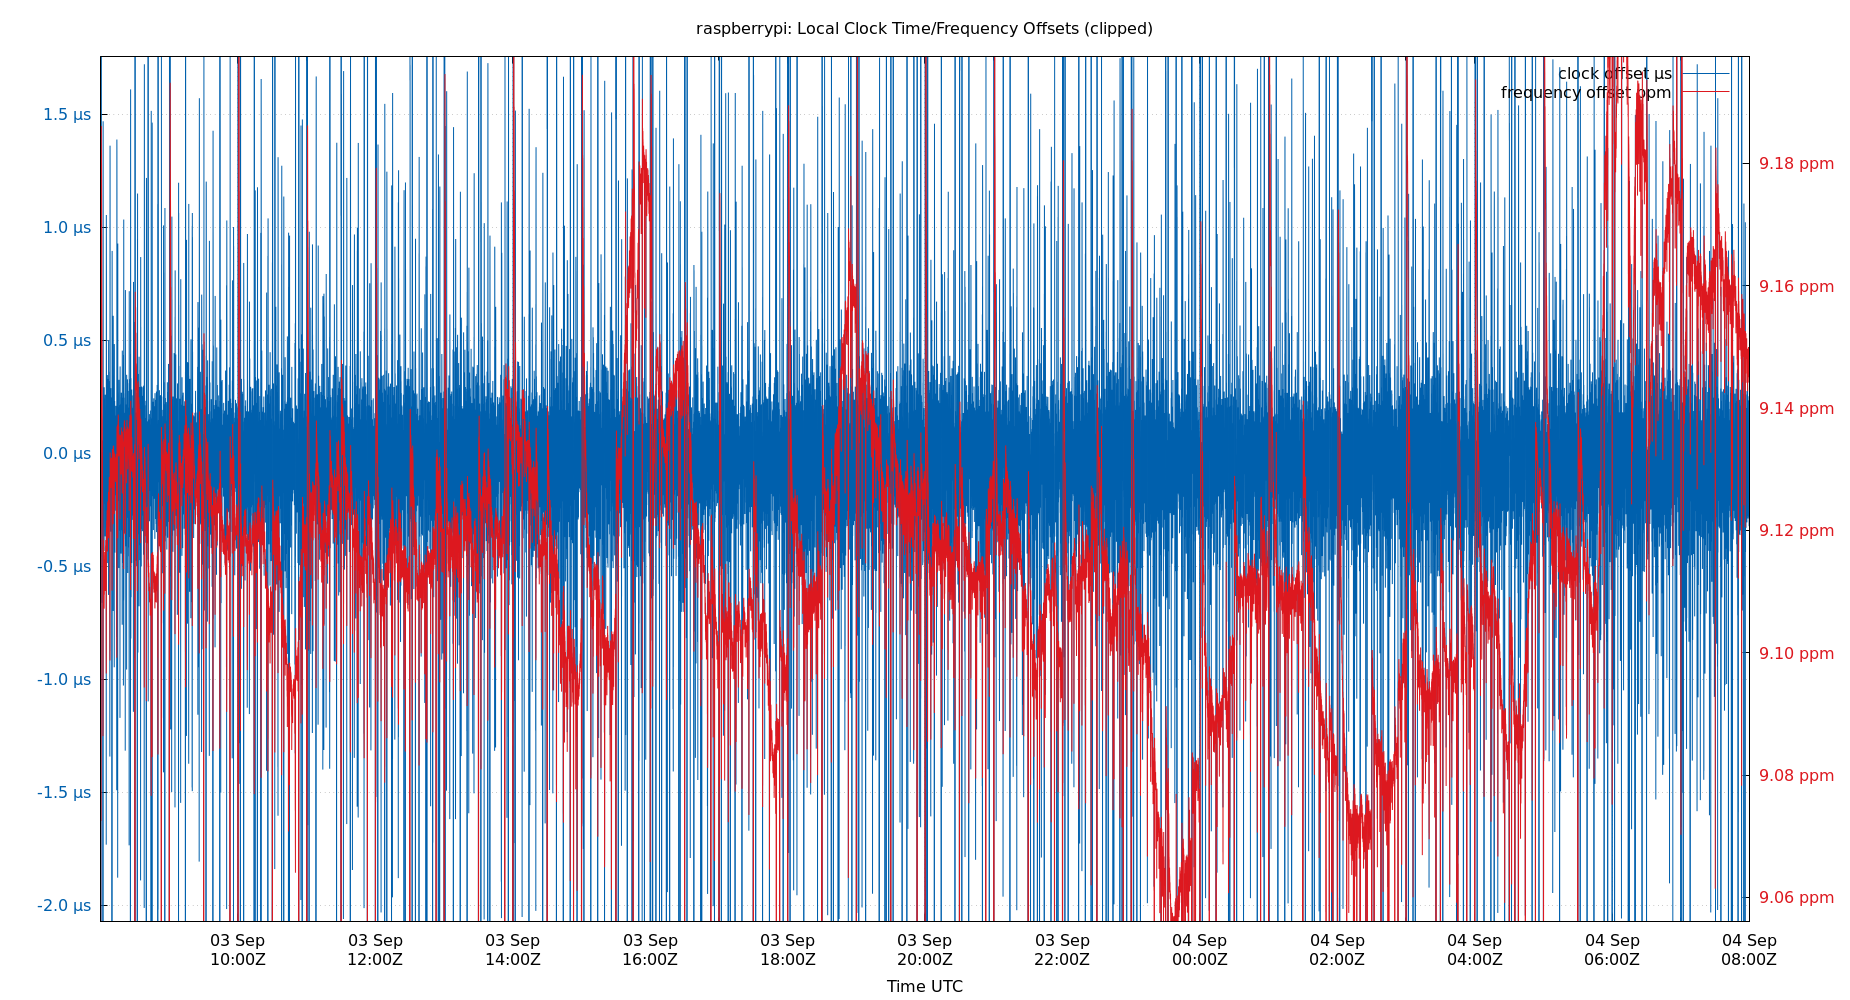 raspberrypi: Local Clock Time/Frequency Offsets (clipped)
clock offset µs
frequency offset ppm
1.5 µs
1.0 µs
0.5 µs
0.0 µs
-0.5 µs
-1.0 µs
-1.5 µs
-2.0 µs
9.18 ppm
9.16 ppm
9.14 ppm
9.12 ppm
9.10 ppm
9.08 ppm
9.06 ppm
03 Sep 03 Sep 03 Sep 03 Sep 03 Sep 03 Sep 03 Sep 04 Sep 04 Sep 04 Sep 04 Sep 04 Sep
10:00Z 12:00Z 14:00Z 16:00Z 18:00Z 20:00Z 22:00Z 00:00Z 02:00Z 04:00Z 06:00Z 08:00Z
Time UTC